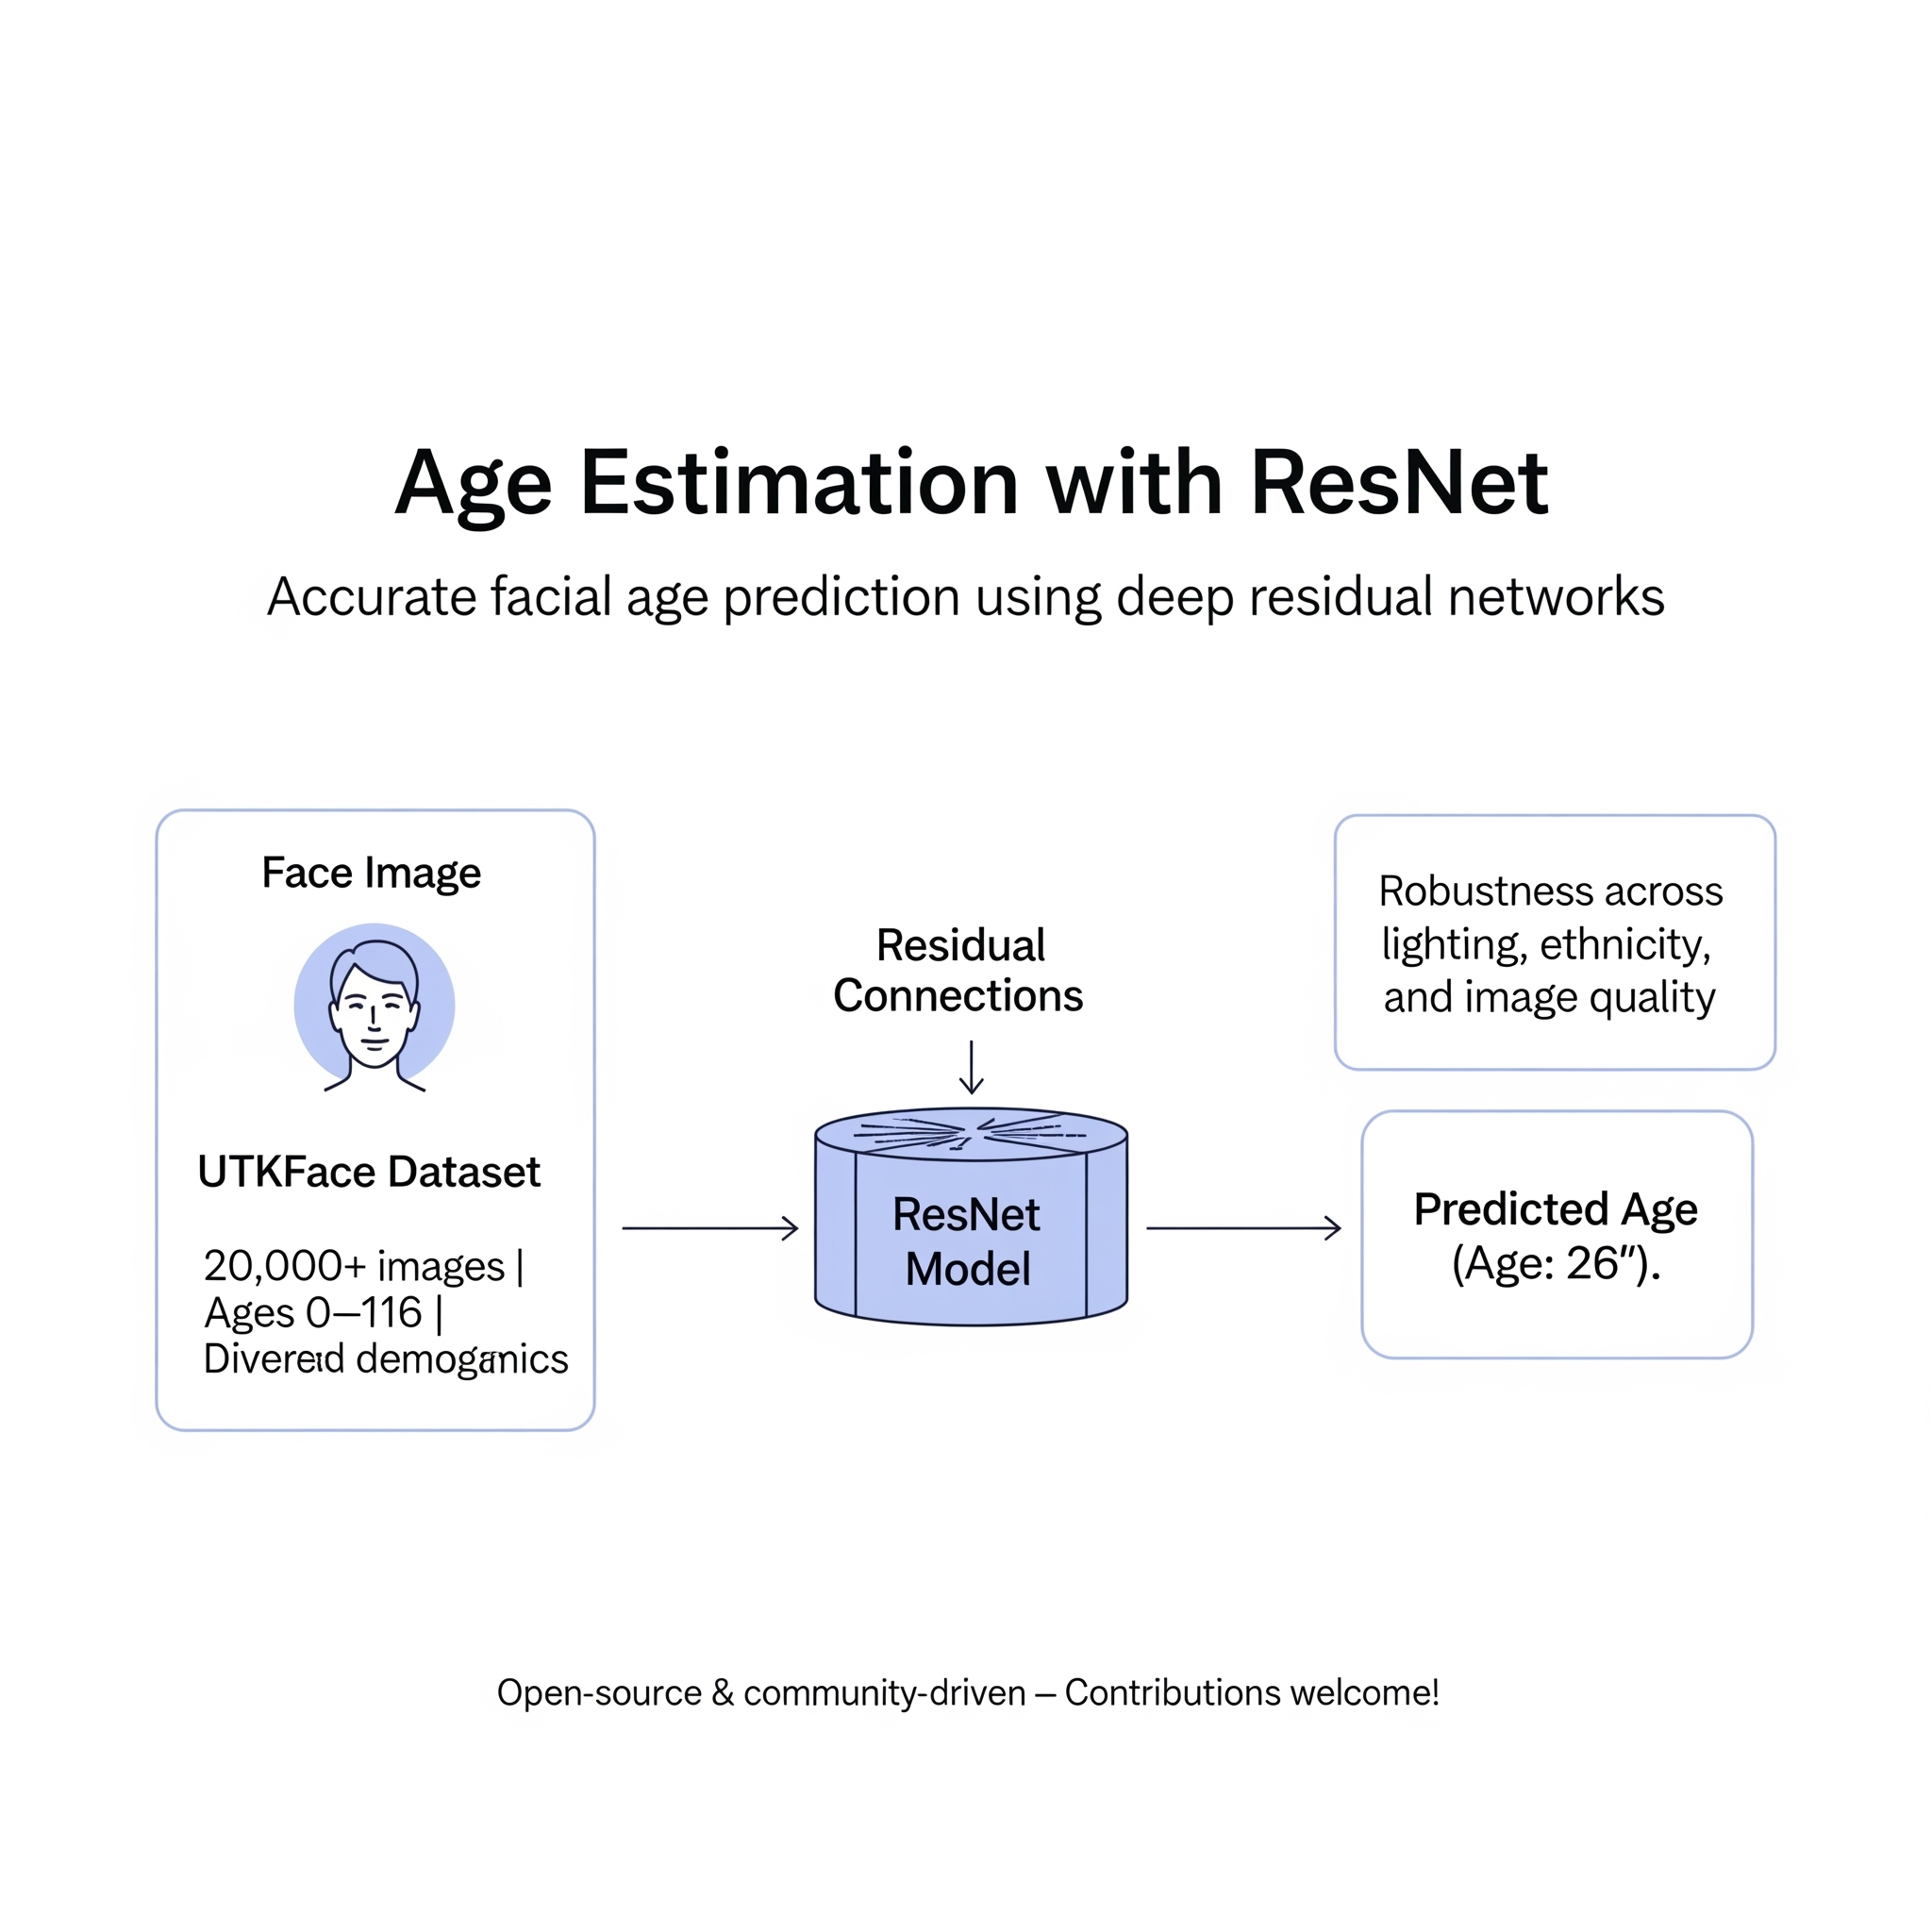 Age Estimation with ResNet
Accurate facial age prediction using deep residual networks
Face Image
UTKFace Dataset
20,000+ images |
Ages 0–116 |
Divered
Residual
Connections
ResNet
Model
Robustness across
lighting, ethnicity,
and image quality
Predicted Age
(Age: 26″).
Open-source & community-driven – Contributions welcome!